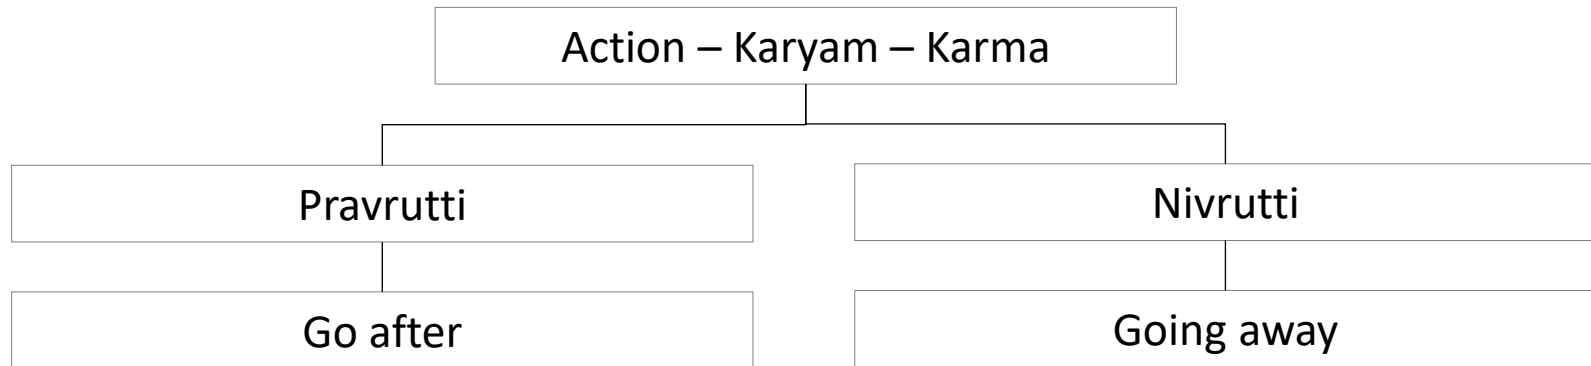 Action – Karyam – Karma
Pravrutti
Nivrutti
Go after
Going away